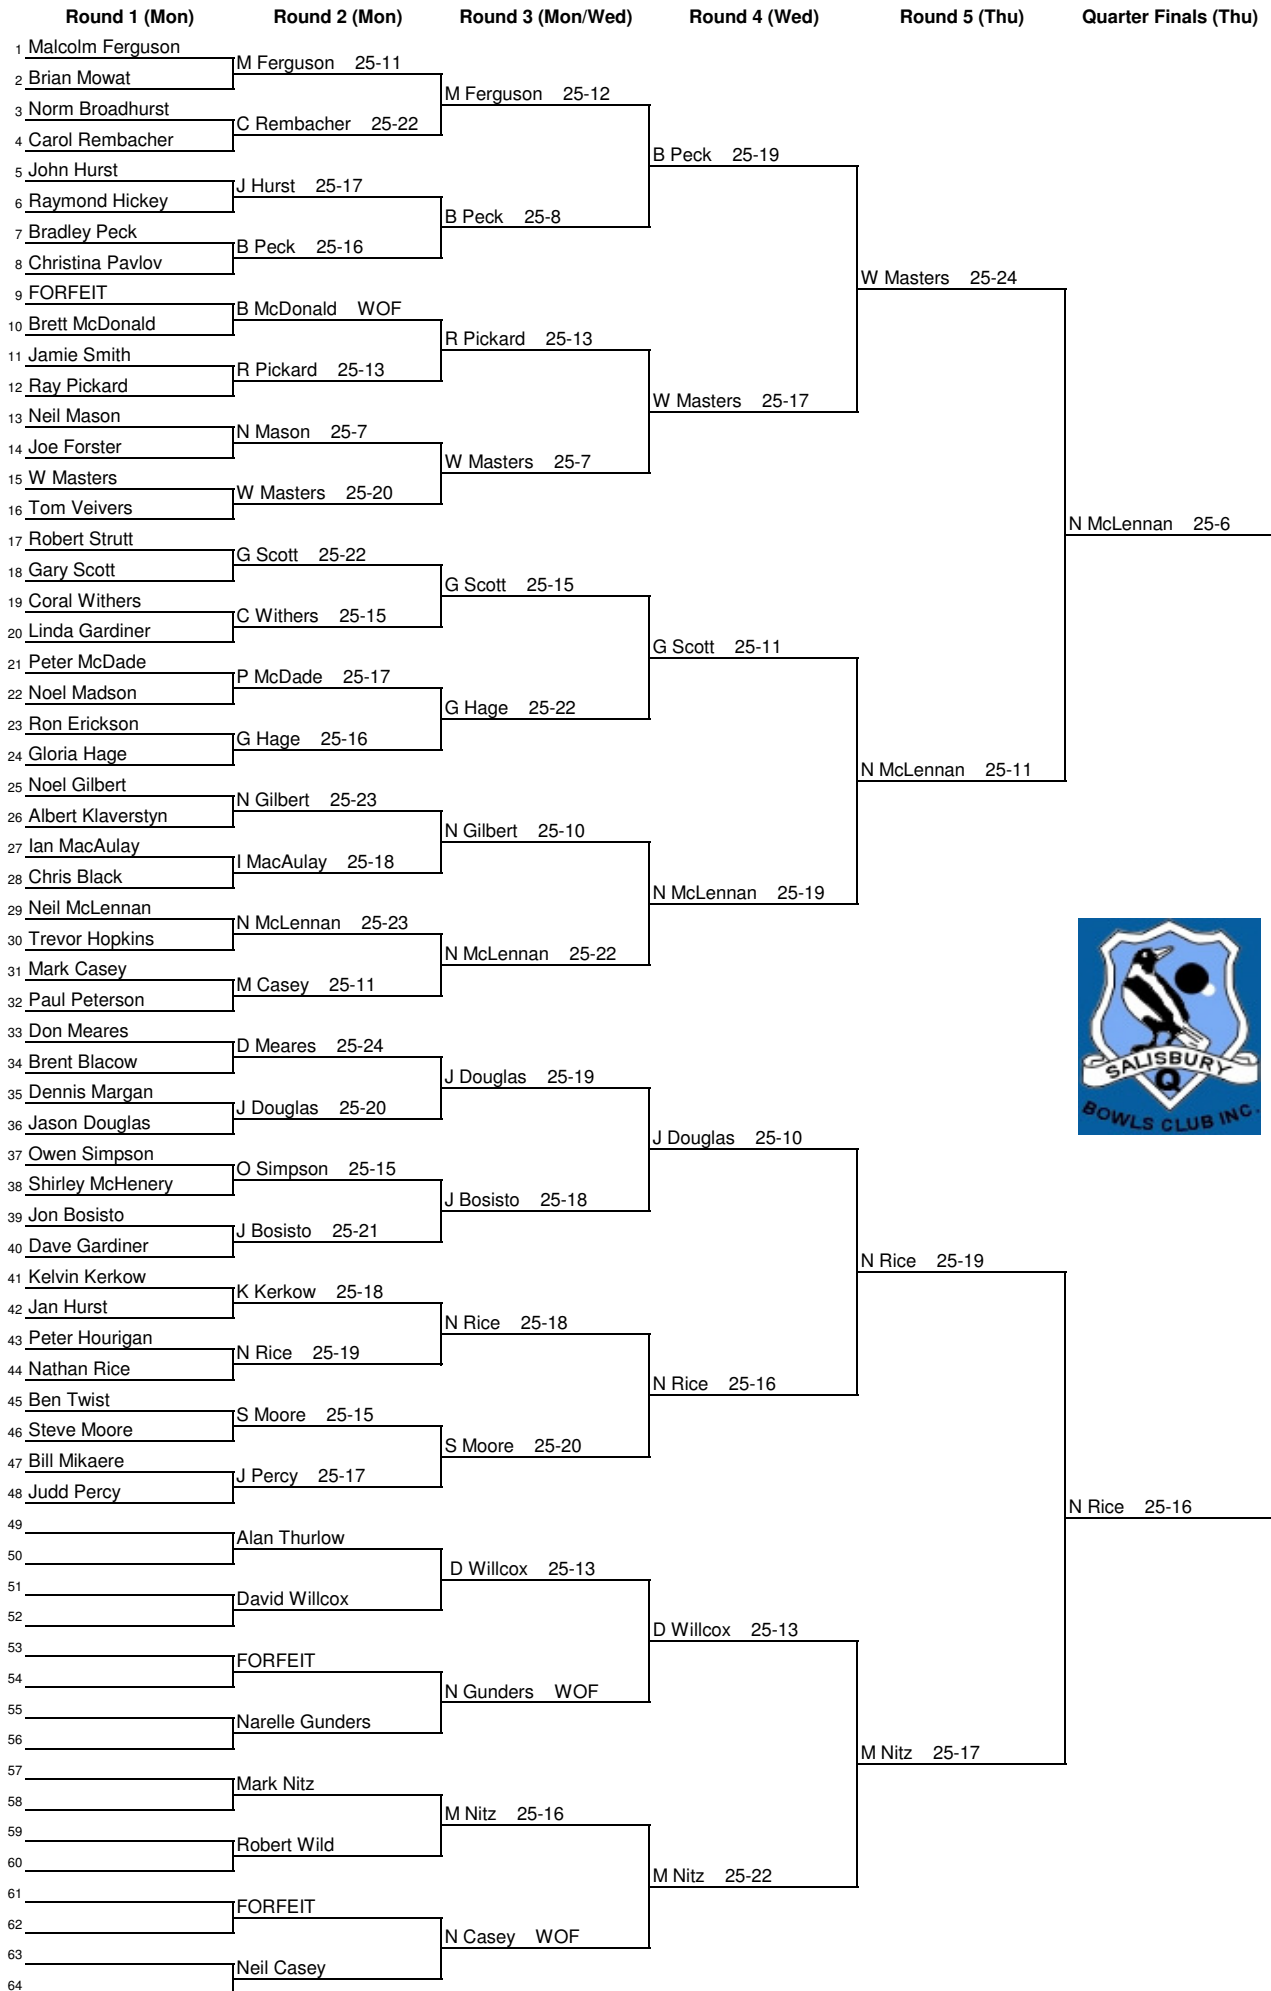 Round 1 (Mon) Round 2 (Mon) Round 3 (Mon/Wed) Round 4 (Wed) Round 5 (Thu) Quarter Finals (Thu)
1 Malcolm Ferguson
M Ferguson 25-11
2 Brian Mowat
M Ferguson 25-12
3 Norm Broadhurst
C Rembacher 25-22
4 Carol Rembacher
B Peck 25-19
5 John Hurst
J Hurst 25-17
6 Raymond Hickey
B Peck 25-8
7 Bradley Peck
B Peck 25-16
8 Christina Pavlov
W Masters 25-24
9 FORFEIT
B McDonald WOF
10 Brett McDonald
R Pickard 25-13
11 Jamie Smith
R Pickard 25-13
12 Ray Pickard
W Masters 25-17
13 Neil Mason
N Mason 25-7
14 Joe Forster
W Masters 25-7
15 W Masters
W Masters 25-20
16 Tom Veivers
N McLennan 25-6
17 Robert Strutt
G Scott 25-22
18 Gary Scott
G Scott 25-15
19 Coral Withers
C Withers 25-15
20 Linda Gardiner
G Scott 25-11
21 Peter McDade
P McDade 25-17
22 Noel Madson
G Hage 25-22
23 Ron Erickson
G Hage 25-16
24 Gloria Hage
N McLennan 25-11
25 Noel Gilbert
N Gilbert 25-23
26 Albert Klaverstyn
N Gilbert 25-10
27 Ian MacAulay
I MacAulay 25-18
28 Chris Black
N McLennan 25-19
29 Neil McLennan
N McLennan 25-23
30 Trevor Hopkins
N McLennan 25-22
31 Mark Casey
M Casey 25-11
32 Paul Peterson
SALISBURY
Q
BOWLS CLUB INC.
33 Don Meares
D Meares 25-24
34 Brent Blacow
J Douglas 25-19
35 Dennis Margan
J Douglas 25-20
36 Jason Douglas
J Douglas 25-10
37 Owen Simpson
O Simpson 25-15
38 Shirley McHenery
J Bosisto 25-18
39 Jon Bosisto
J Bosisto 25-21
40 Dave Gardiner
N Rice 25-19
41 Kelvin Kerkow
K Kerkow 25-18
42 Jan Hurst
N Rice 25-18
43 Peter Hourigan
N Rice 25-19
44 Nathan Rice
N Rice 25-16
45 Ben Twist
S Moore 25-15
46 Steve Moore
S Moore 25-20
47 Bill Mikaere
J Percy 25-17
48 Judd Percy
N Rice 25-16
49
Alan Thurlow
50
D Willcox 25-13
51
David Willcox
52
D Willcox 25-13
53
FORFEIT
54
N Gunders WOF
55
Narelle Gunders
56
M Nitz 25-17
57
Mark Nitz
58
M Nitz 25-16
59
Robert Wild
60
M Nitz 25-22
61
FORFEIT
62
N Casey WOF
63
Neil Casey
64